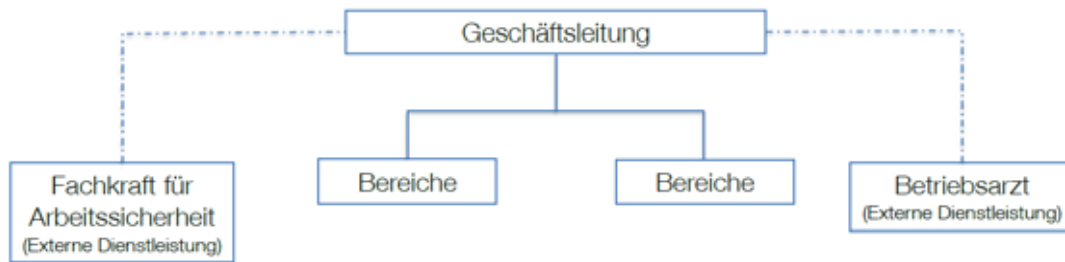 Geschäftsleitung
Fachkraft für
Arbeitssicherheit
(Externe Dienstleistung)
Bereiche
Bereiche
Betriebsarzt
(Externe Dienstleistung)